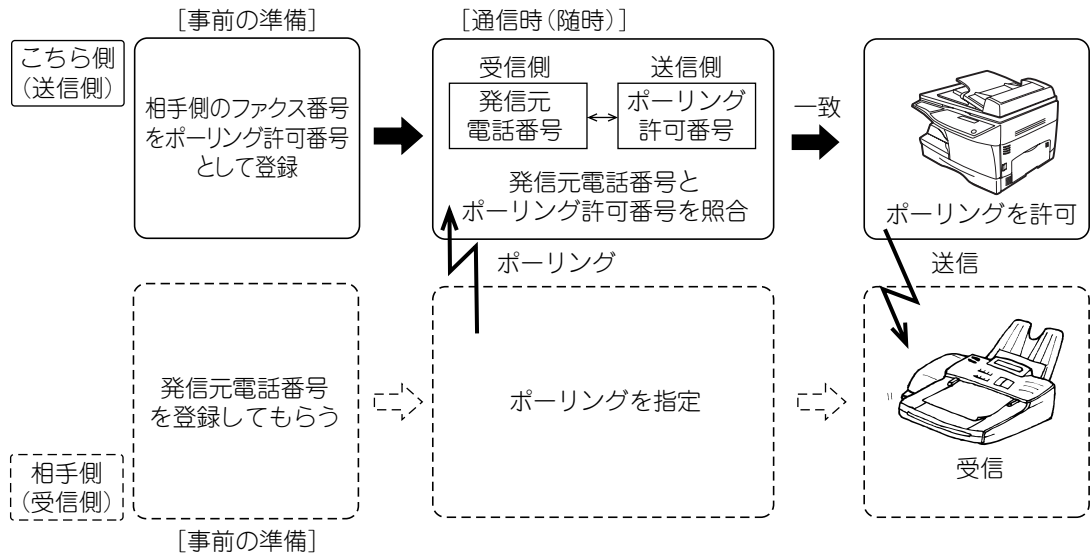 ［事前の準備］
［通信時（随時）］
こちら側
（送信側）
相手側のファクス番号
をポーリング許可番号
として登録
受信側
発信元
電話番号
送信側
ポーリング
許可番号
発信元電話番号と
ポーリング許可番号を照合
一致
ポーリングを許可
ポーリング
送信
発信元電話番号
を登録してもらう
ポーリングを指定
受信
相手側
（受信側）
［事前の準備］